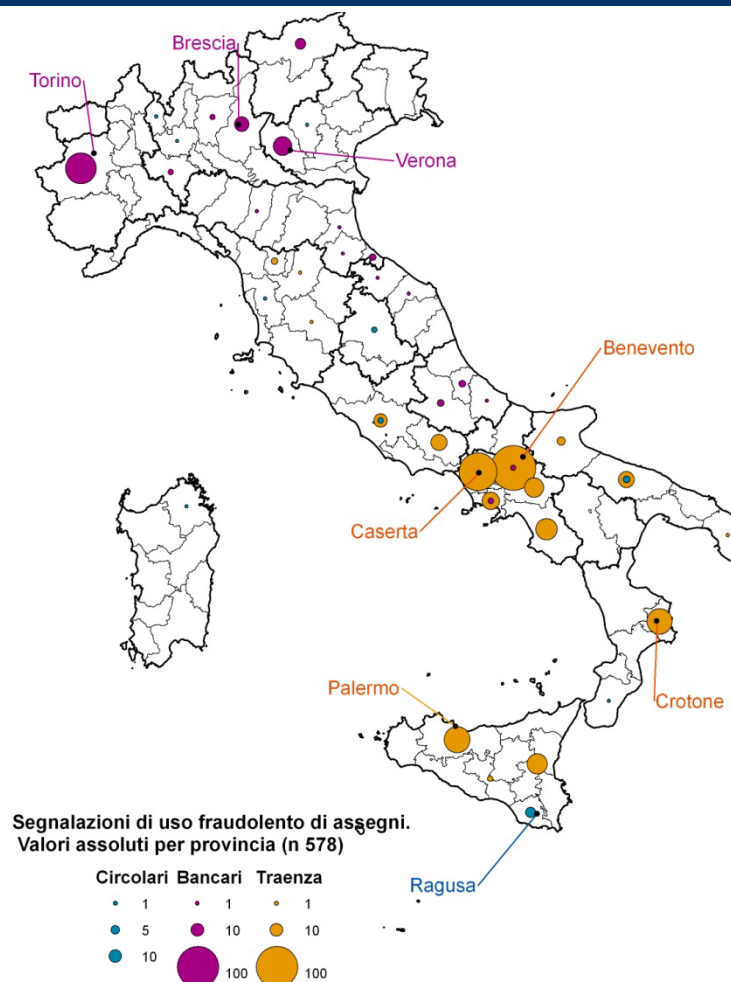 Brescia
Torino
Verona
Benevento
Caserta
Palermo
Crotone
Segnalazioni di uso fraudolento di assegni.
Valori assoluti per provincia (n 578)
Circolari Bancari Traenza
1 1 1
5 10 10
10 100 100
Ragusa